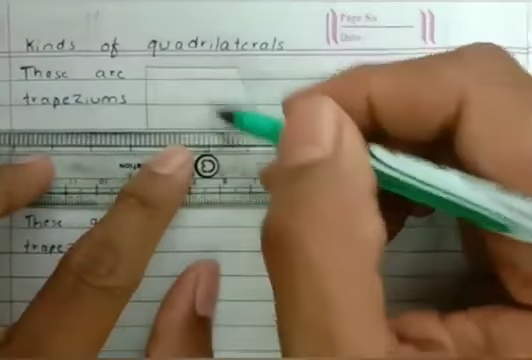 Page No
Date:
Kinds of quadrilaterals
These are
trapeziums
These